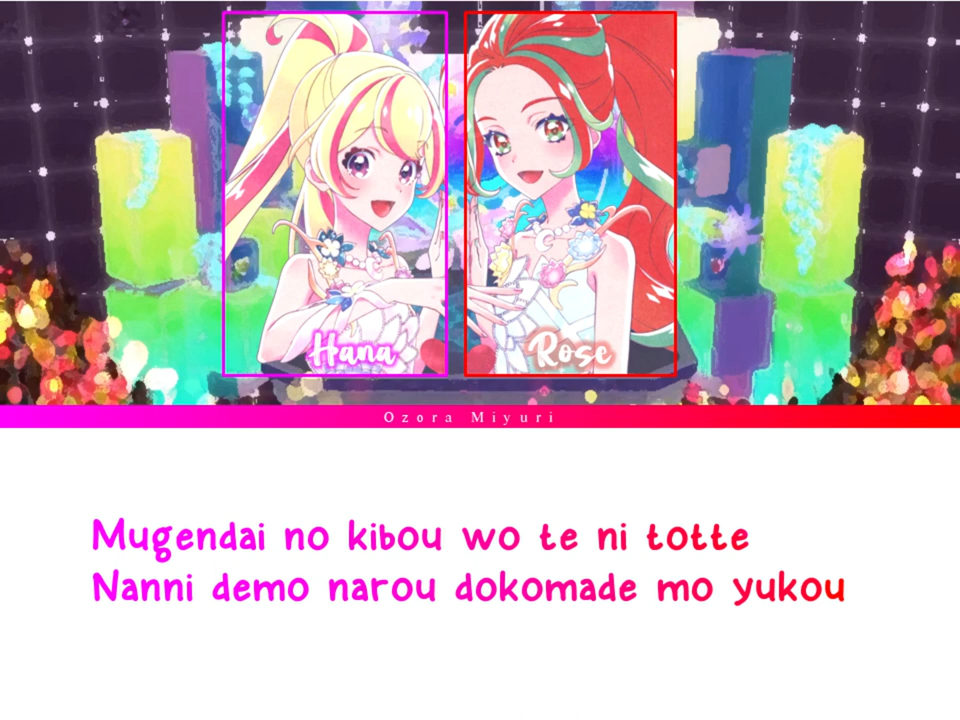 Hana
Rose
Ozora Miyuri
Mugendai no kibou wo te ni totte
Nanni demo narou dokomade mo yukou